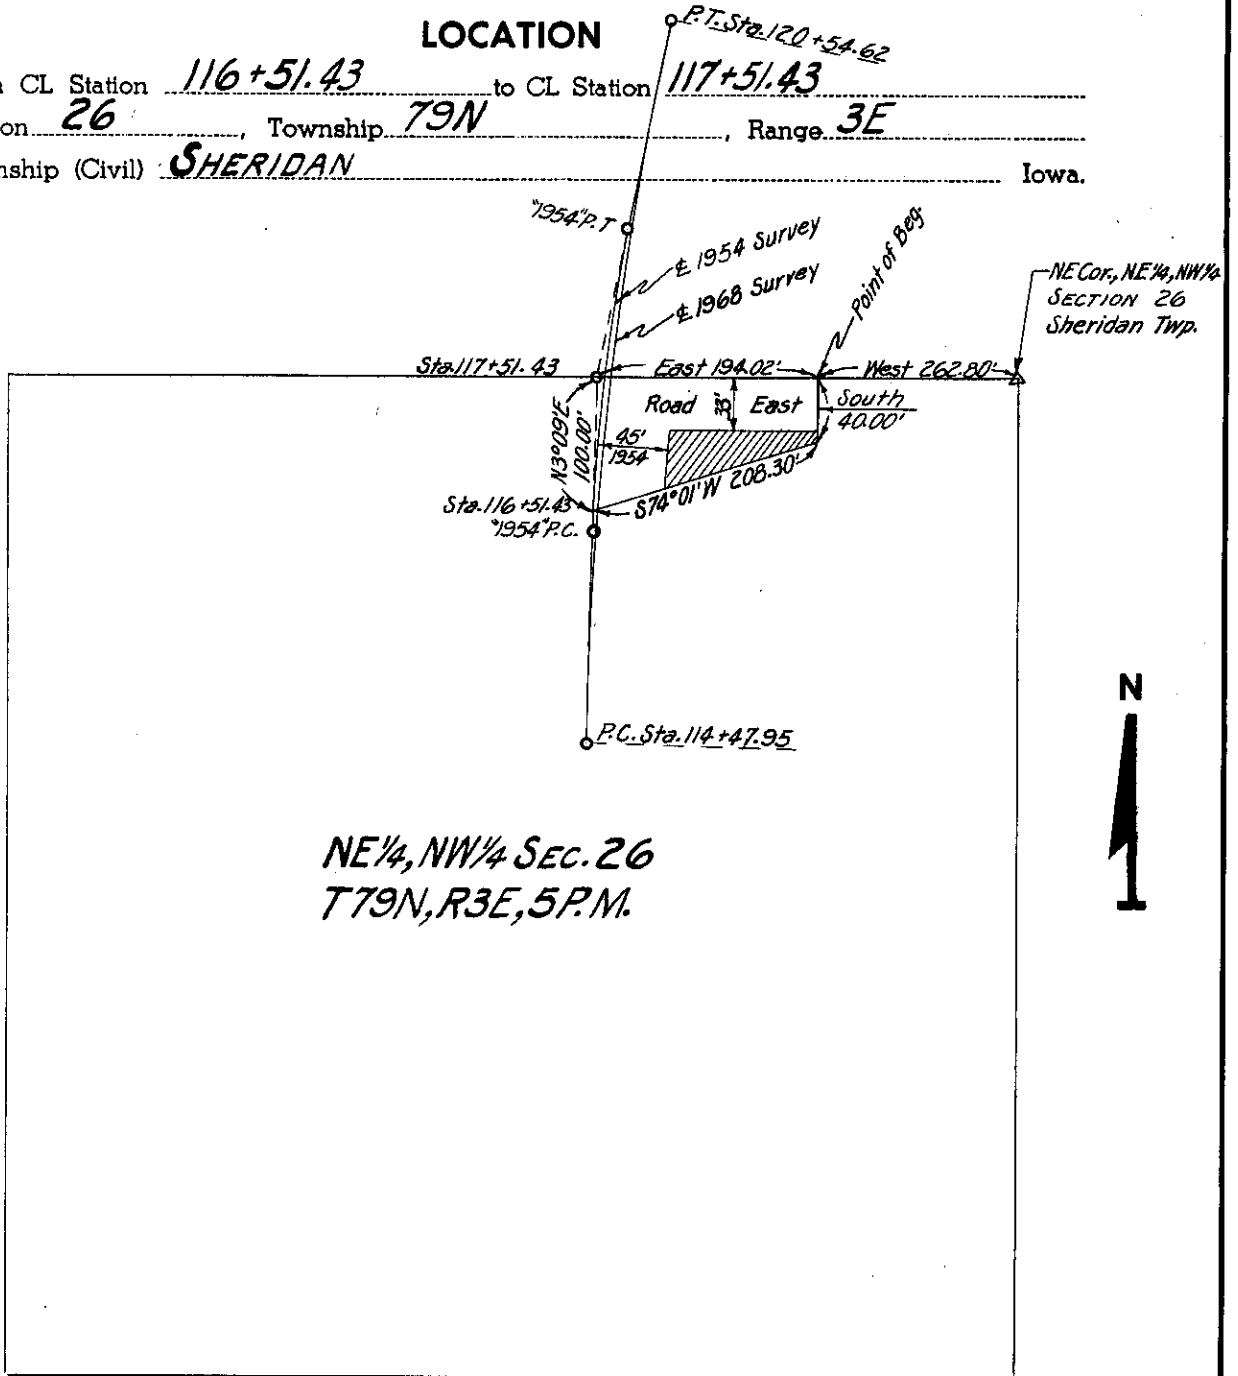 LOCATION
P.T. Sta. 120+54.62
CL Station 116+51.43 to CL Station 117+51.43
on 26, Township 79N, Range 3E
nship (Civil) SHERIDAN Iowa.
"1954" P.T
℄ 1954 Survey
℄ 1968 Survey
Point of Beg.
NE Cor., NE¼, NW¼
SECTION 26
Sheridan Twp.
Sta. 117+51.43
East 194.02'
West 262.80'
Road 33' East
South
40.00'
N3°09'E
100.00'
45'
1954
S74°01'W 208.30'
Sta. 116+51.43
"1954" P.C.
P.C. Sta. 114+47.95
N
NE¼, NW¼ SEC. 26
T79N, R3E, 5P.M.